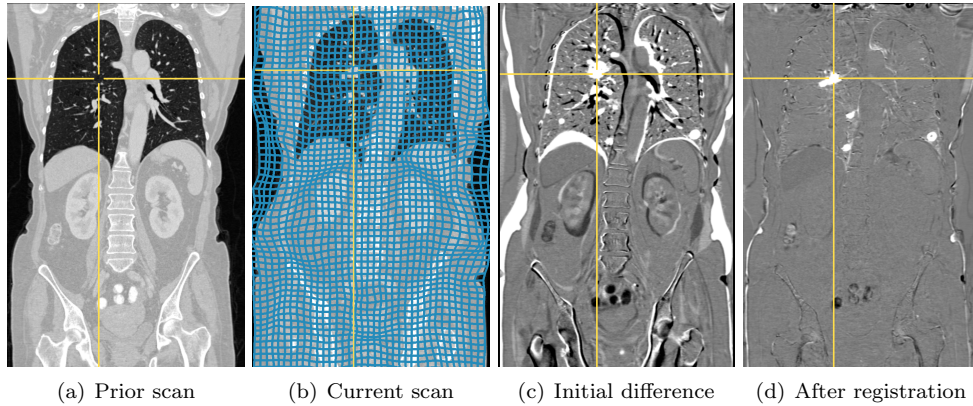 (a) Prior scan
(b) Current scan
(c) Initial difference
(d) After registration